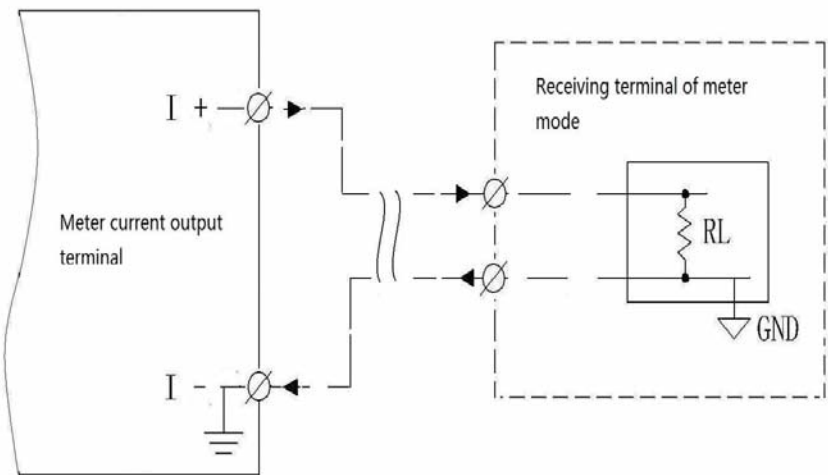 Receiving terminal of meter
mode
I +
RL
Meter current output
terminal
GND
I -